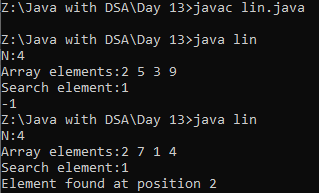 Z:\Java with DSA\Day 13>javac lin.java
Z:\Java with DSA\Day 13>java lin
N:4
Array elements:2 5 3 9
Search element:1
-1
Z:\Java with DSA\Day 13>java lin
N:4
Array elements:2 7 1 4
Search element:1
Element found at position 2